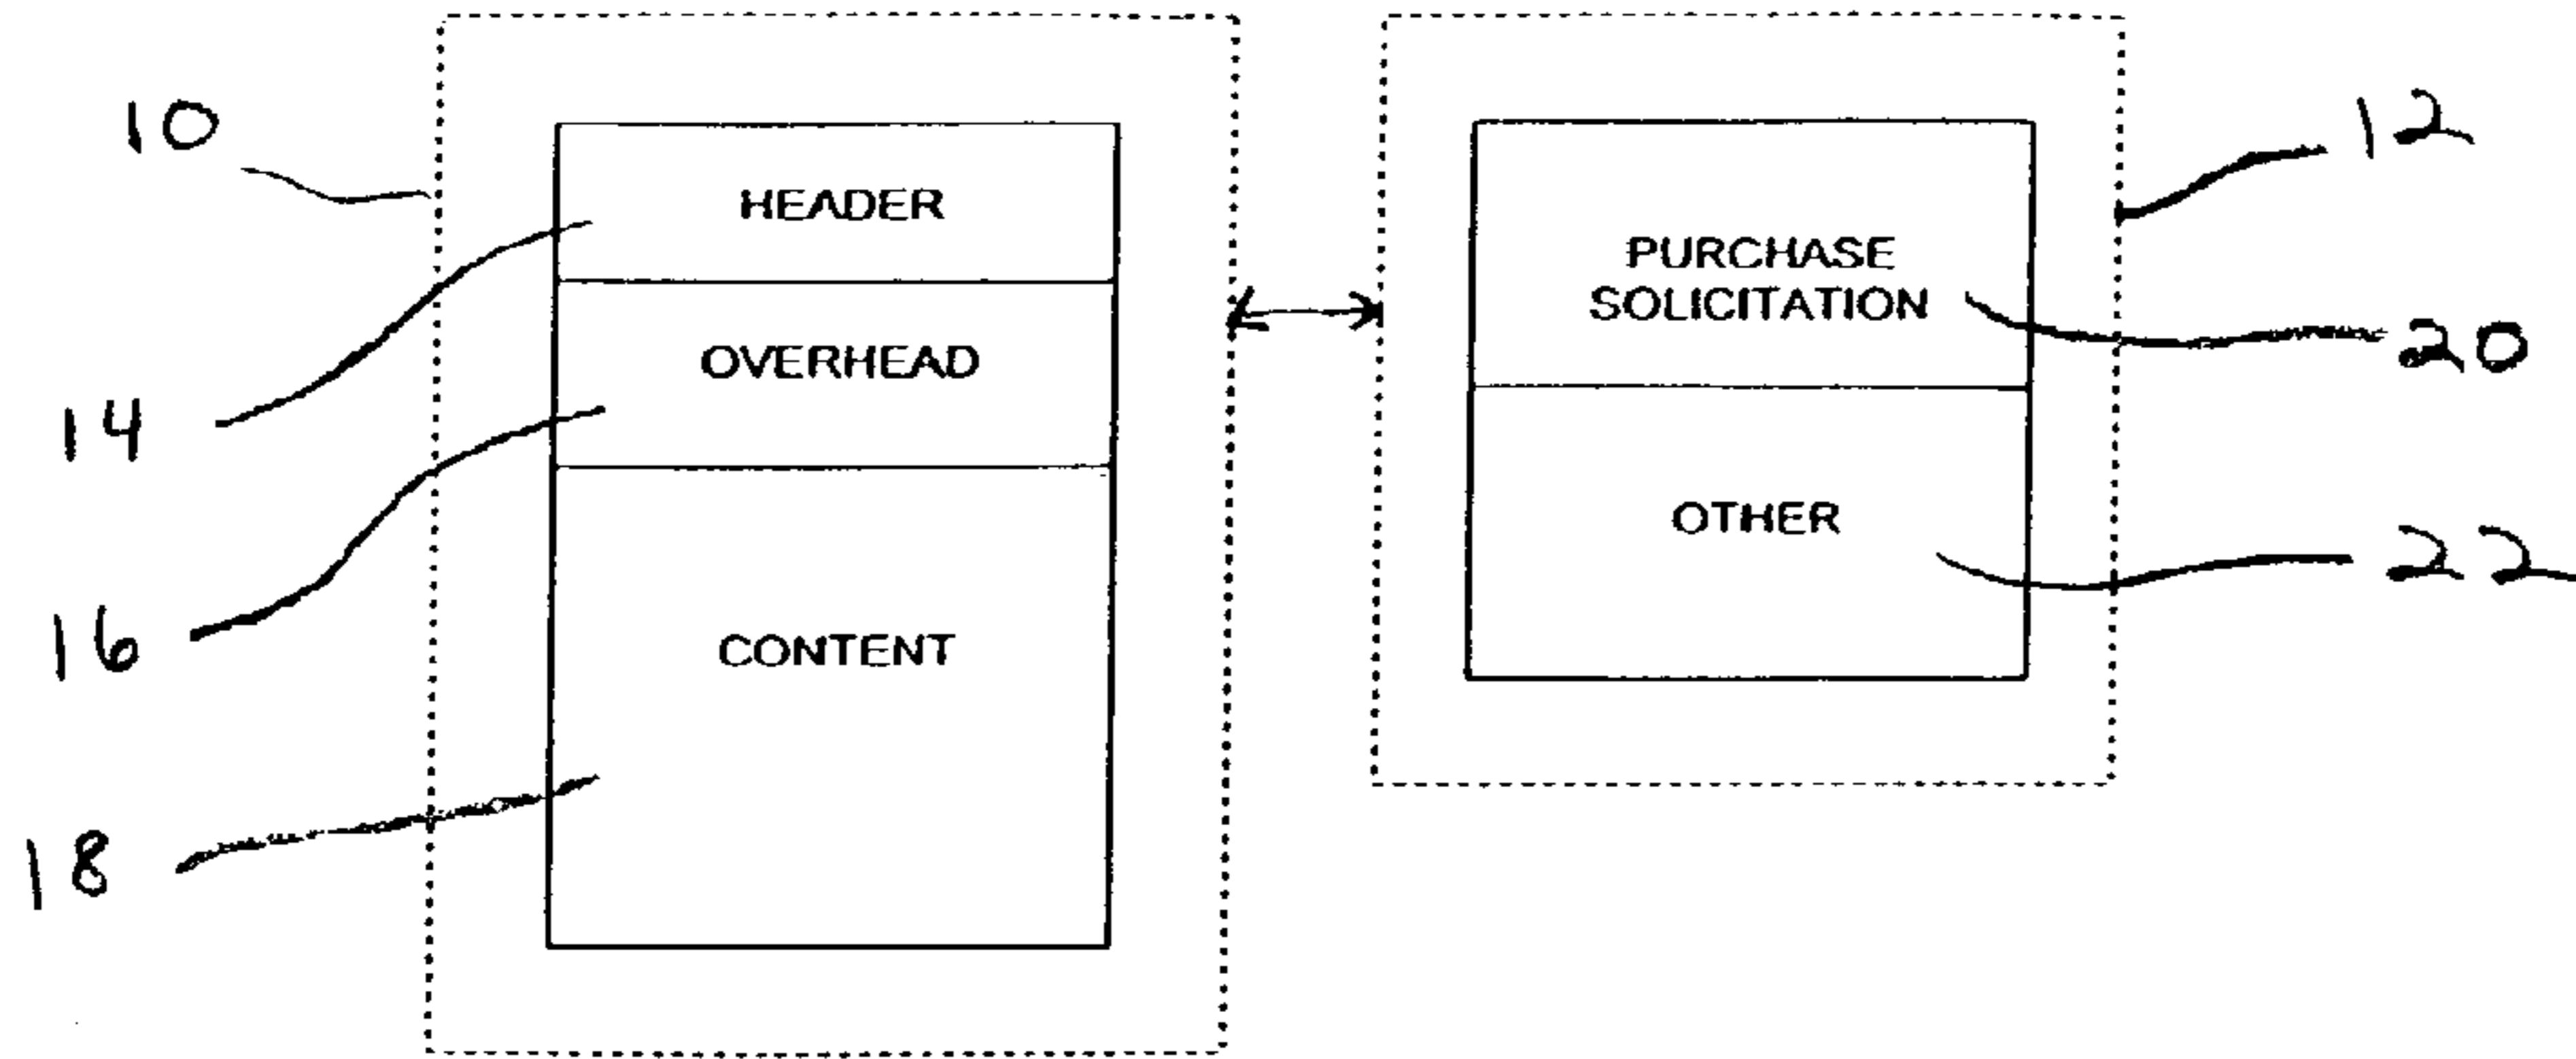 10
HEADER
14
OVERHEAD
16
CONTENT
18
12
PURCHASE
SOLICITATION
20
OTHER
22